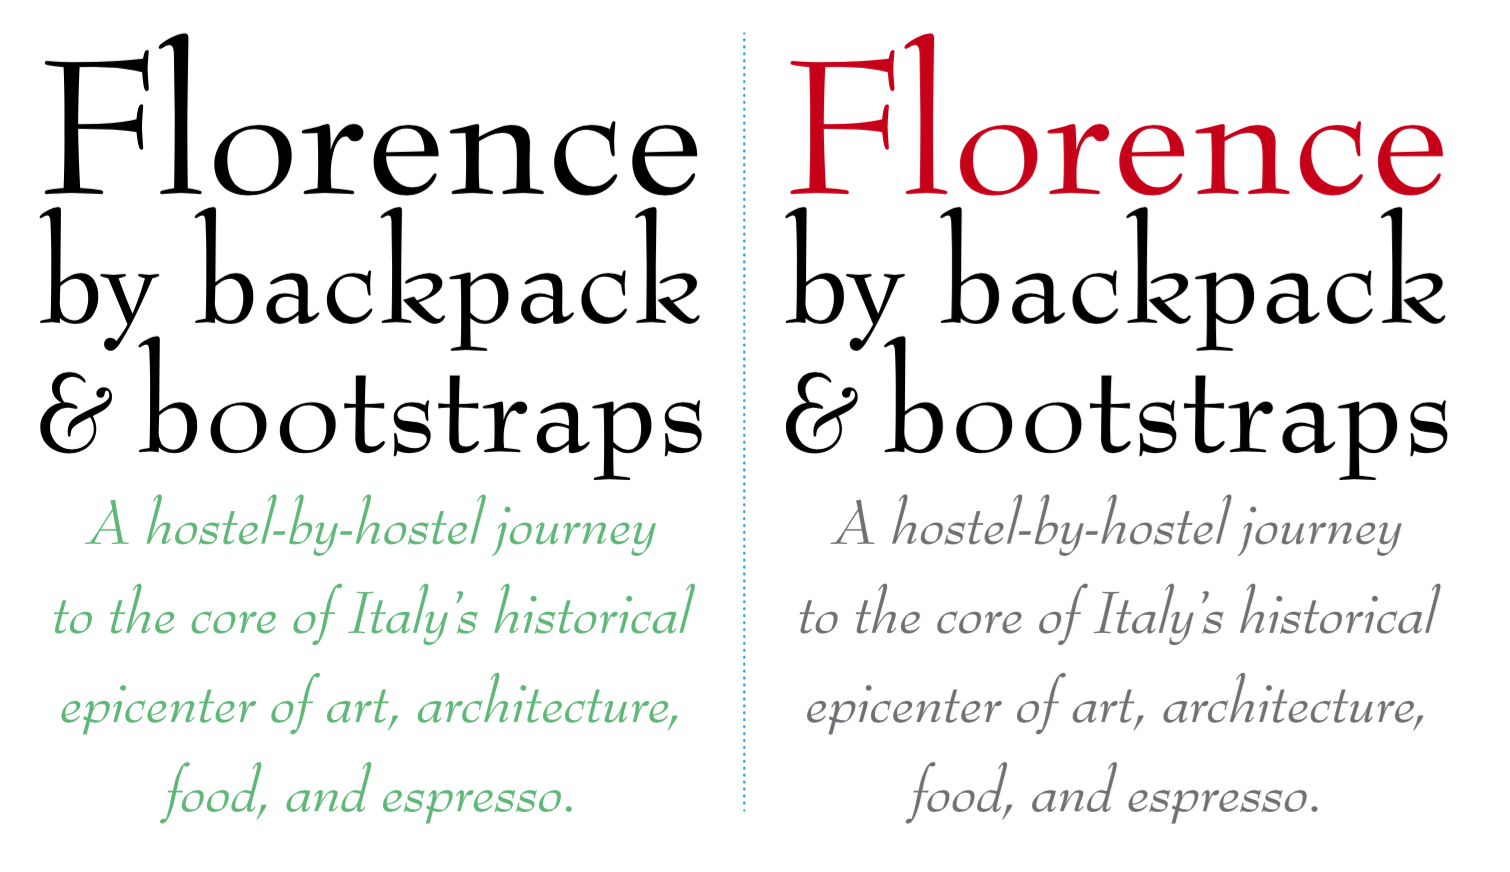 Florence
by backpack
& bootstraps
A hostel-by-hostel journey
to the core of Italy’s historical
epicenter of art, architecture,
food, and espresso.
Florence
by backpack
& bootstraps
A hostel-by-hostel journey
to the core of Italy’s historical
epicenter of art, architecture,
food, and espresso.